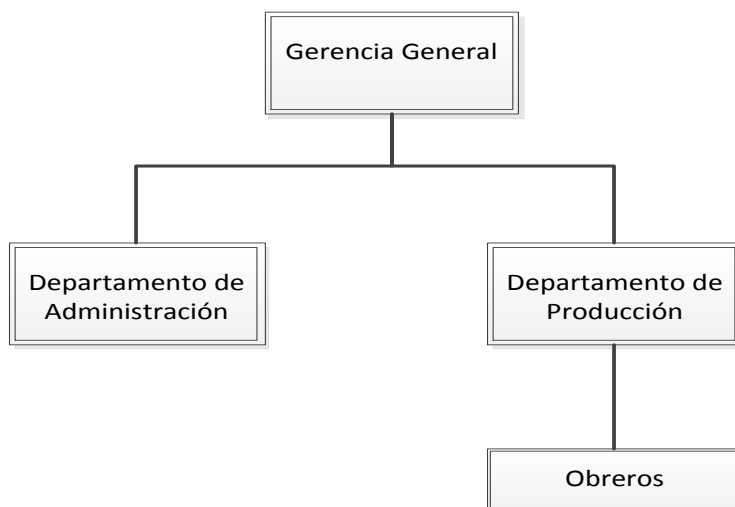 Gerencia General
Departamento de
Administración
Departamento de
Producción
Obreros